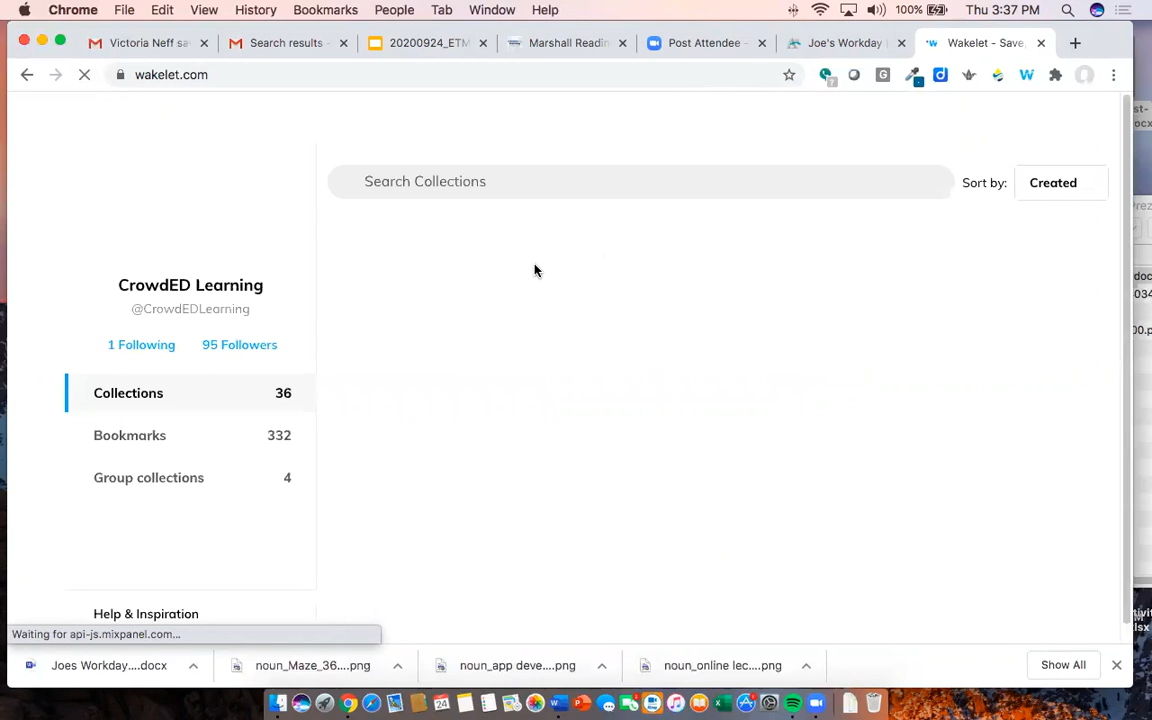 Chrome File Edit View History Bookmarks People Tab Window Help 100% Thu 3:37 PM
Victoria Neff sa Search results - 20200924_ETM Marshall Readin Post Attendee - Joe's Workday Wakelet - Save,
wakelet.com
Search Collections Sort by: Created
CrowdED Learning
@CrowdEDLearning
1 Following 95 Followers
Collections 36
Bookmarks 332
Group collections 4
Help & Inspiration
Waiting for api-js.mixpanel.com...
Joes Workday....docx noun_Maze_36....png noun_app deve....png noun_online lec....png Show All